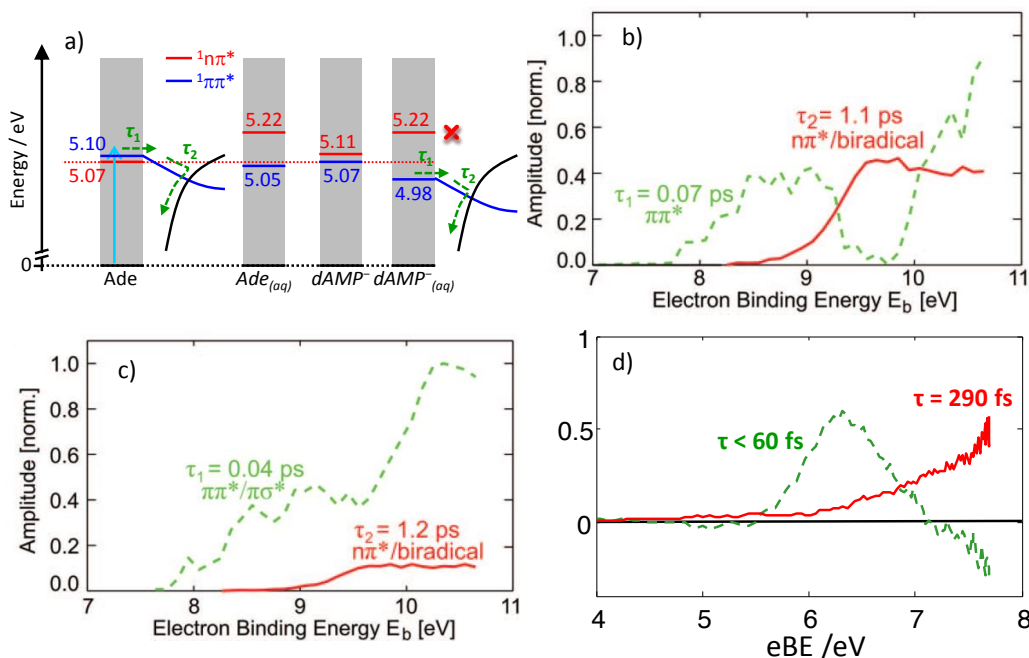 a)
¹nπ*
¹ππ*
Energy / eV
0
5.10
5.07
τ₁
τ₂
5.22
5.05
5.11
5.07
5.22
4.98
τ₁
τ₂
Ade
Ade(aq)
dAMP⁻
dAMP⁻(aq)
b)
Amplitude [norm.]
1.0
0.8
0.6
0.4
0.2
0.0
τ₁ = 0.07 ps
ππ*
τ₂ = 1.1 ps
nπ*/biradical
7 8 9 10 11
Electron Binding Energy E_b [eV]
c)
Amplitude [norm.]
1.0
0.8
0.6
0.4
0.2
0.0
τ₁ = 0.04 ps
ππ*/πσ*
τ₂ = 1.2 ps
nπ*/biradical
7 8 9 10 11
Electron Binding Energy E_b [eV]
d)
1
0.5
0
τ < 60 fs
τ = 290 fs
4 5 6 7 8
eBE /eV